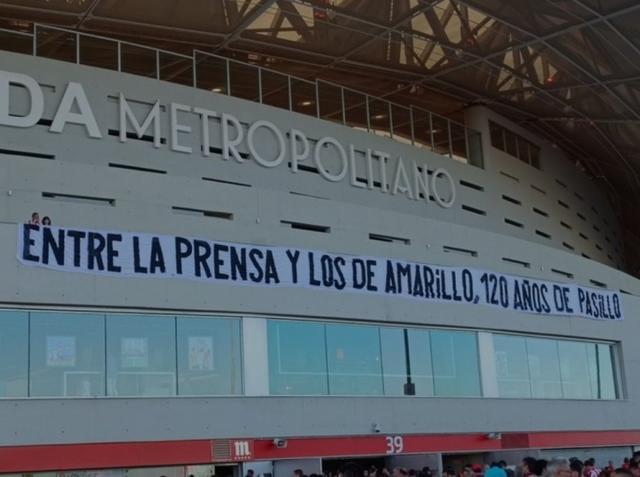 DA METROPOLITANO
ENTRE LA PRENSA Y LOS DE AMARiLLO, 120 AÑOS DE PASiLLO
m
39